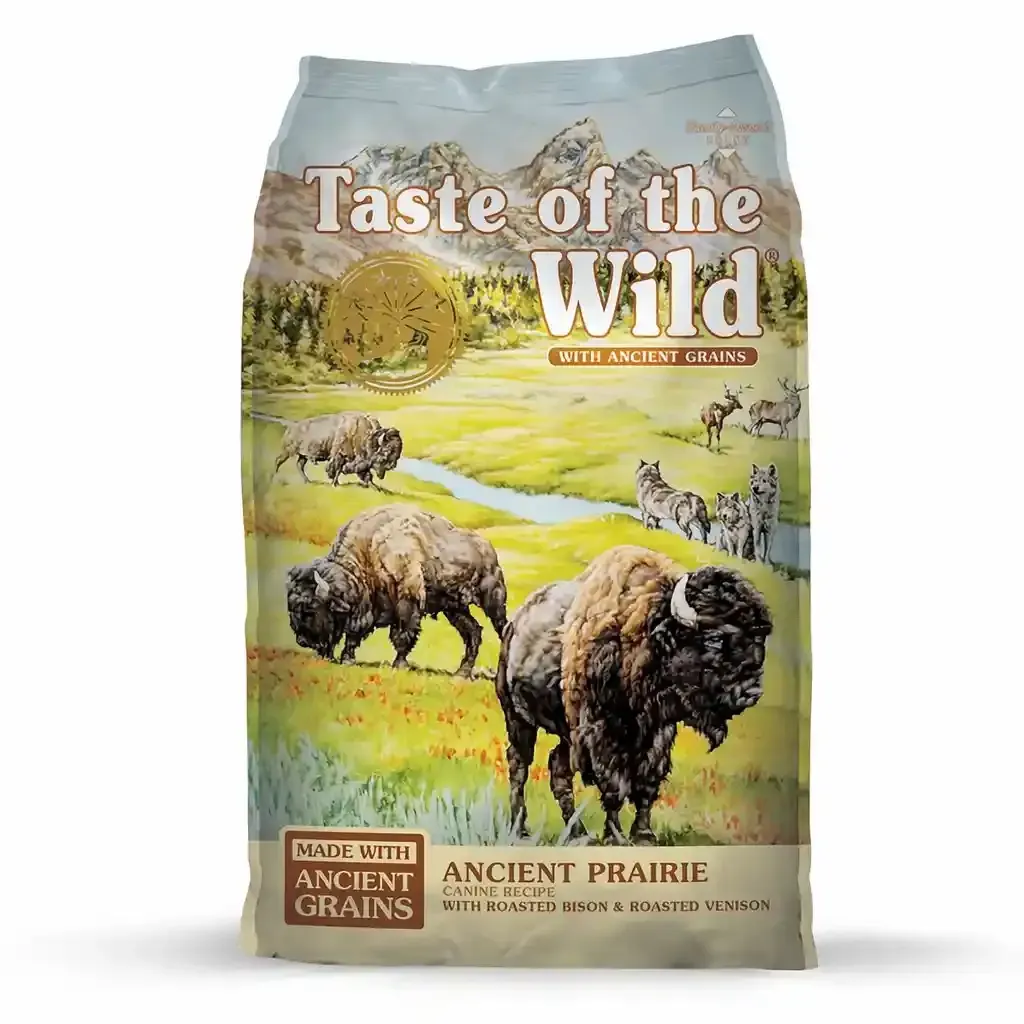 Taste of the
Wild®
WITH ANCIENT GRAINS
MADE WITH
ANCIENT
GRAINS
ANCIENT PRAIRIE
CANINE RECIPE
WITH ROASTED BISON & ROASTED VENISON